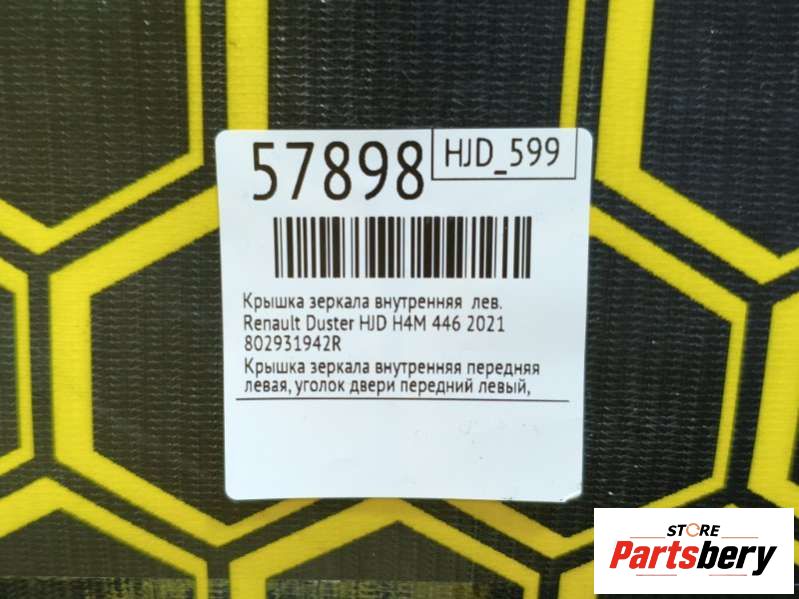 57898
HJD_599
Крышка зеркала внутренняя лев.
Renault Duster HJD H4M 446 2021
802931942R
Крышка зеркала внутренняя передняя
левая, уголок двери передний левый,
STORE
Partsbery